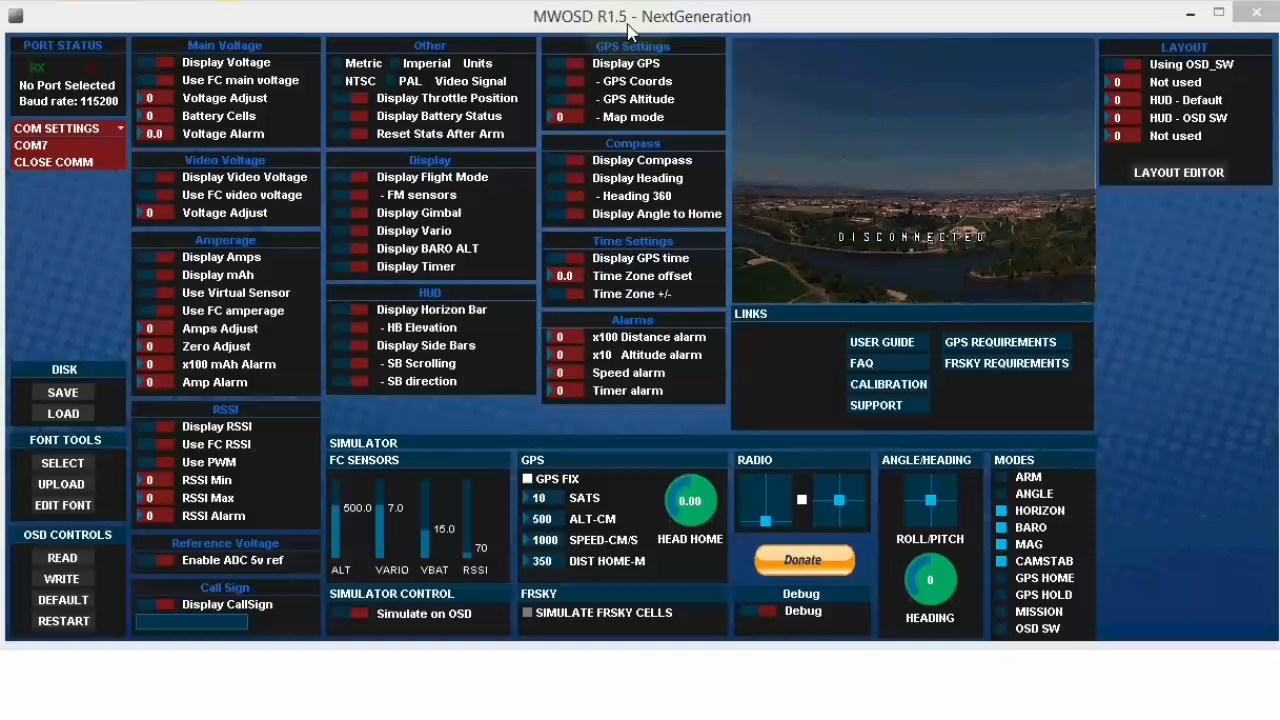 MWOSD R1.5 - NextGeneration
PORT STATUS
RX
No Port Selected
Baud rate: 115200
COM SETTINGS
COM7
CLOSE COMM
DISK
SAVE
LOAD
FONT TOOLS
SELECT
UPLOAD
EDIT FONT
OSD CONTROLS
READ
WRITE
DEFAULT
RESTART
Main Voltage
Display Voltage
Use FC main voltage
0 Voltage Adjust
0 Battery Cells
0.0 Voltage Alarm
Video Voltage
Display Video Voltage
Use FC video voltage
0 Voltage Adjust
Amperage
Display Amps
Display mAh
Use Virtual Sensor
Use FC amperage
0 Amps Adjust
0 Zero Adjust
0 x100 mAh Alarm
0 Amp Alarm
RSSI
Display RSSI
Use FC RSSI
Use PWM
0 RSSI Min
0 RSSI Max
0 RSSI Alarm
Reference Voltage
Enable ADC 5v ref
Call Sign
Display CallSign
Other
Metric Imperial Units
NTSC PAL Video Signal
Display Throttle Position
Display Battery Status
Reset Stats After Arm
Display
Display Flight Mode
- FM sensors
Display Gimbal
Display Vario
Display BARO ALT
Display Timer
HUD
Display Horizon Bar
- HB Elevation
Display Side Bars
- SB Scrolling
- SB direction
GPS Settings
Display GPS
- GPS Coords
- GPS Altitude
0 - Map mode
Compass
Display Compass
Display Heading
- Heading 360
Display Angle to Home
Time Settings
Display GPS time
0.0 Time Zone offset
Time Zone +/-
Alarms
0 x100 Distance alarm
0 x10 Altitude alarm
0 Speed alarm
0 Timer alarm
DISCONNECTED
LINKS
USER GUIDE GPS REQUIREMENTS
FAQ FRSKY REQUIREMENTS
CALIBRATION
SUPPORT
LAYOUT
Using OSD_SW
0 Not used
0 HUD - Default
0 HUD - OSD SW
0 Not used
LAYOUT EDITOR
SIMULATOR
FC SENSORS
500.0 7.0 15.0 70
ALT VARIO VBAT RSSI
SIMULATOR CONTROL
Simulate on OSD
GPS
GPS FIX
10 SATS
500 ALT-CM
1000 SPEED-CM/S
350 DIST HOME-M
0.00
HEAD HOME
FRSKY
SIMULATE FRSKY CELLS
RADIO
Donate
Debug
Debug
ANGLE/HEADING
ROLL/PITCH
0
HEADING
MODES
ARM
ANGLE
HORIZON
BARO
MAG
CAMSTAB
GPS HOME
GPS HOLD
MISSION
OSD SW